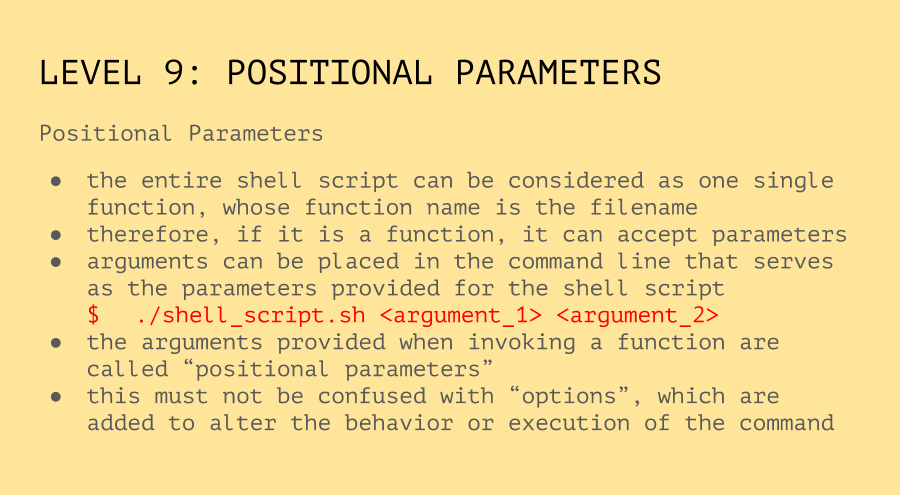 LEVEL 9: POSITIONAL PARAMETERS
Positional Parameters
● the entire shell script can be considered as one single
function, whose function name is the filename
● therefore, if it is a function, it can accept parameters
● arguments can be placed in the command line that serves
as the parameters provided for the shell script
$ ./shell_script.sh <argument_1> <argument_2>
● the arguments provided when invoking a function are
called “positional parameters”
● this must not be confused with “options”, which are
added to alter the behavior or execution of the command